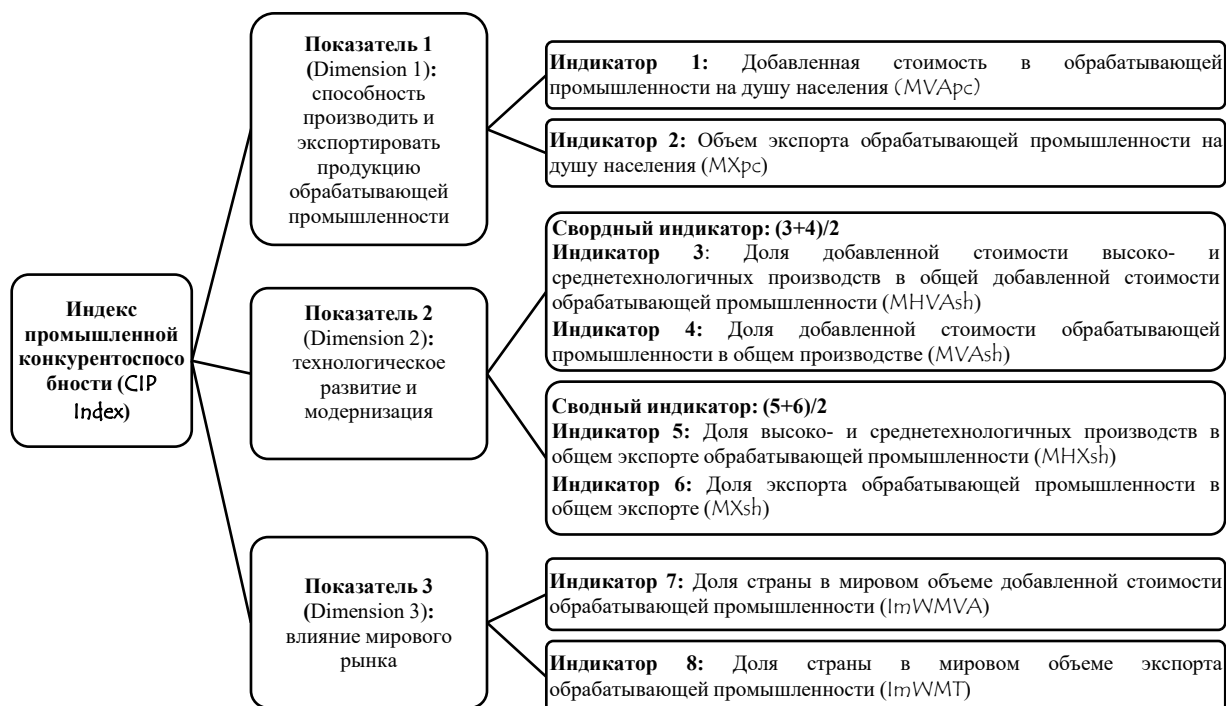 Индекс
промышленной
конкурентоспосо
бности (CIP
Index)
Показатель 1
(Dimension 1):
способность
производить и
экспортировать
продукцию
обрабатывающей
промышленности
Индикатор 1: Добавленная стоимость в обрабатывающей
промышленности на душу населения (MVApc)
Индикатор 2: Объем экспорта обрабатывающей промышленности на
душу населения (MXpc)
Показатель 2
(Dimension 2):
технологическое
развитие и
модернизация
Свордный индикатор: (3+4)/2
Индикатор 3: Доля добавленной стоимости высоко- и
среднетехнологичных производств в общей добавленной стоимости
обрабатывающей промышленности (MHVAsh)
Индикатор 4: Доля добавленной стоимости обрабатывающей
промышленности в общем производстве (MVAsh)
Сводный индикатор: (5+6)/2
Индикатор 5: Доля высоко- и среднетехнологичных производств в
общем экспорте обрабатывающей промышленности (MHXsh)
Индикатор 6: Доля экспорта обрабатывающей промышленности в
общем экспорте (MXsh)
Показатель 3
(Dimension 3):
влияние мирового
рынка
Индикатор 7: Доля страны в мировом объеме добавленной стоимости
обрабатывающей промышленности (ImWMVA)
Индикатор 8: Доля страны в мировом объеме экспорта
обрабатывающей промышленности (ImWMT)